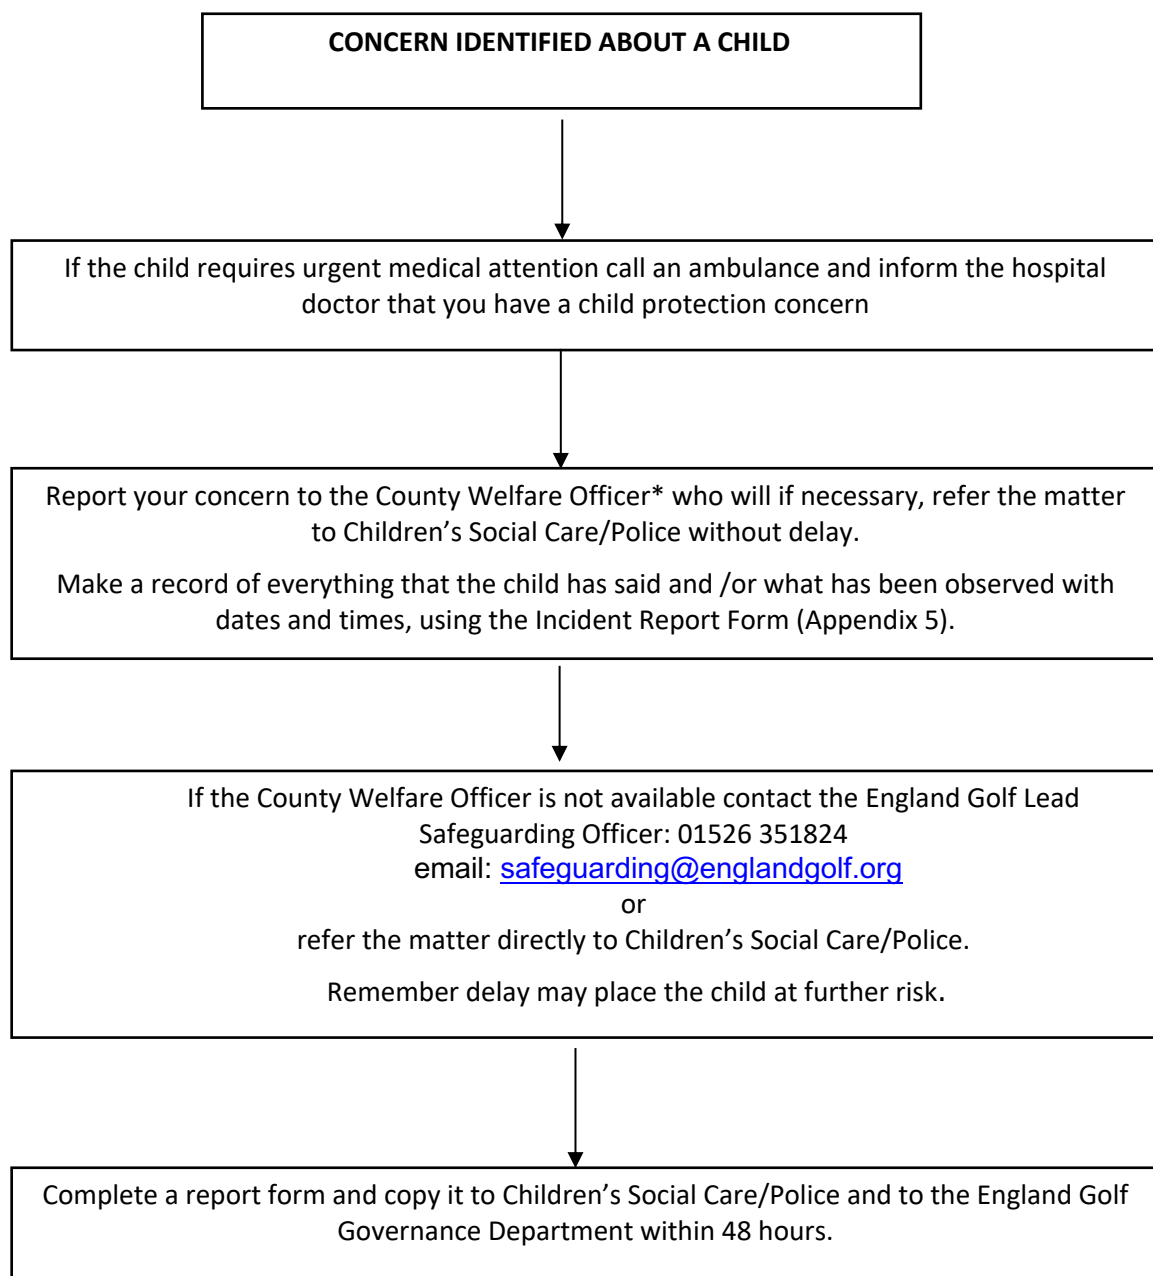 CONCERN IDENTIFIED ABOUT A CHILD
If the child requires urgent medical attention call an ambulance and inform the hospital
doctor that you have a child protection concern
Report your concern to the County Welfare Officer* who will if necessary, refer the matter
to Children’s Social Care/Police without delay.
Make a record of everything that the child has said and /or what has been observed with
dates and times, using the Incident Report Form (Appendix 5).
If the County Welfare Officer is not available contact the England Golf Lead
Safeguarding Officer: 01526 351824
email: safeguarding@englandgolf.org
or
refer the matter directly to Children’s Social Care/Police.
Remember delay may place the child at further risk.
Complete a report form and copy it to Children’s Social Care/Police and to the England Golf
Governance Department within 48 hours.